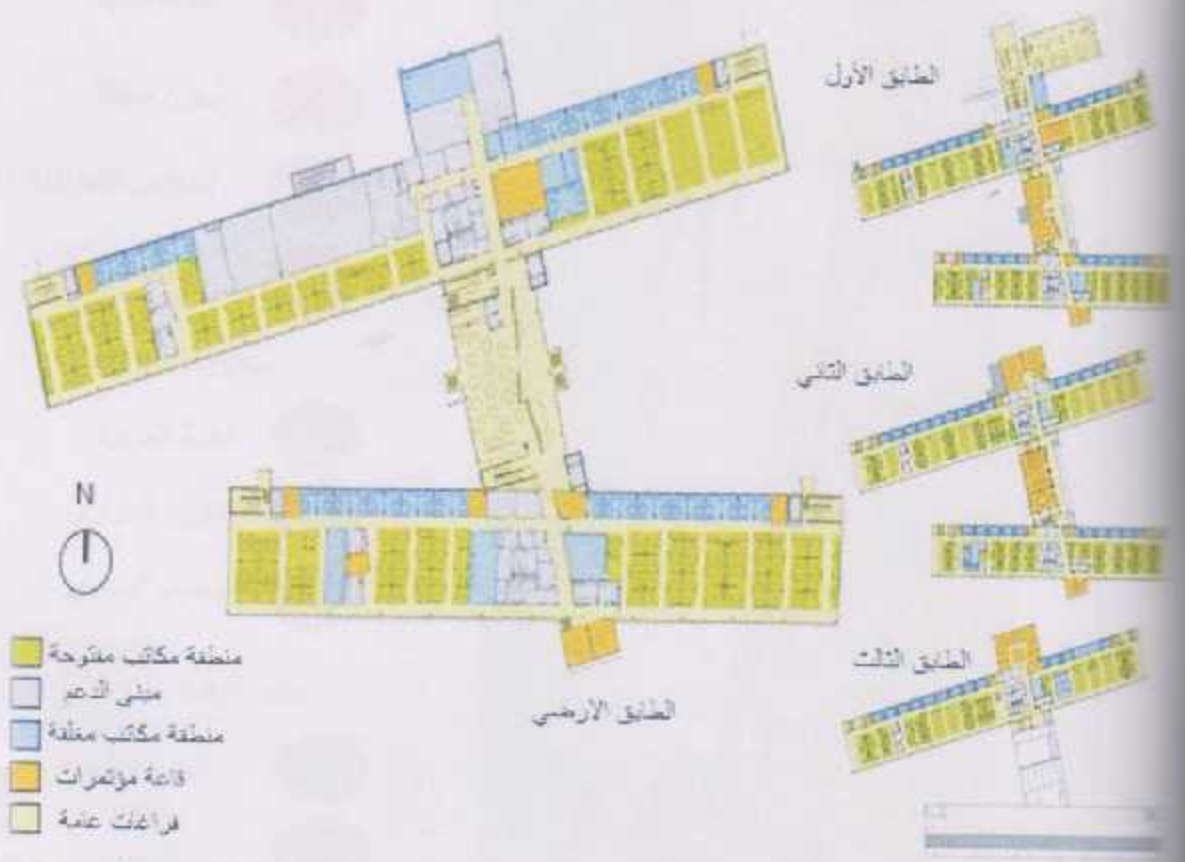 الطابق الأول
الطابق الثاني
N
الطابق الثالث
الطابق الارضي
منطقة مكاتب مفتوحة
مبنى الدعم
منطقة مكاتب مغلقة
قاعة مؤتمرات
فراغات عامة